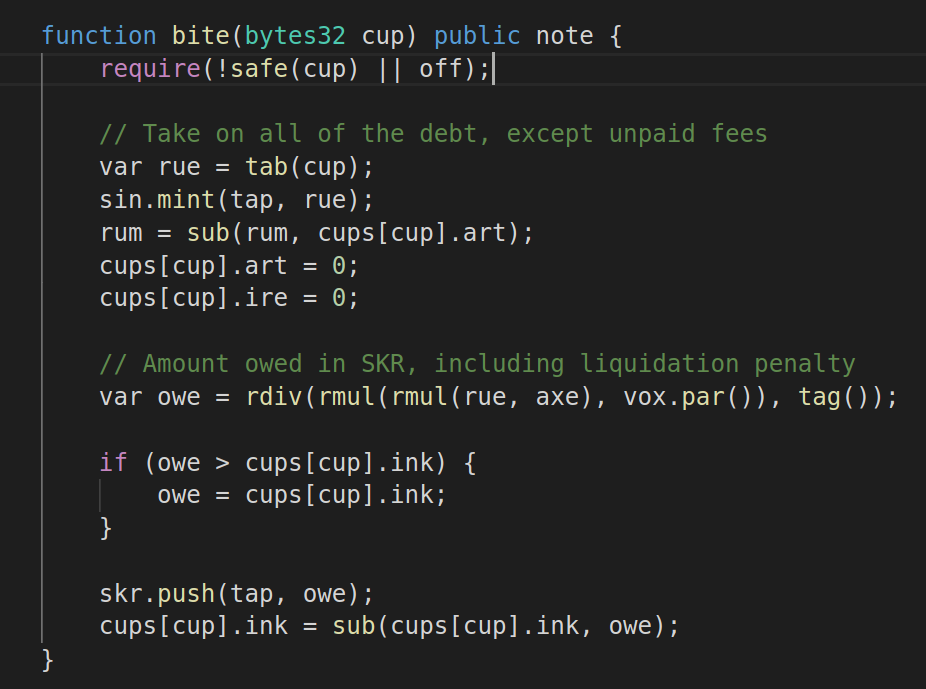 function bite(bytes32 cup) public note {
    require(!safe(cup) || off);
    // Take on all of the debt, except unpaid fees
    var rue = tab(cup);
    sin.mint(tap, rue);
    rum = sub(rum, cups[cup].art);
    cups[cup].art = 0;
    cups[cup].ire = 0;
    // Amount owed in SKR, including liquidation penalty
    var owe = rdiv(rmul(rmul(rue, axe), vox.par()), tag());
    if (owe > cups[cup].ink) {
        owe = cups[cup].ink;
    }
    skr.push(tap, owe);
    cups[cup].ink = sub(cups[cup].ink, owe);
}